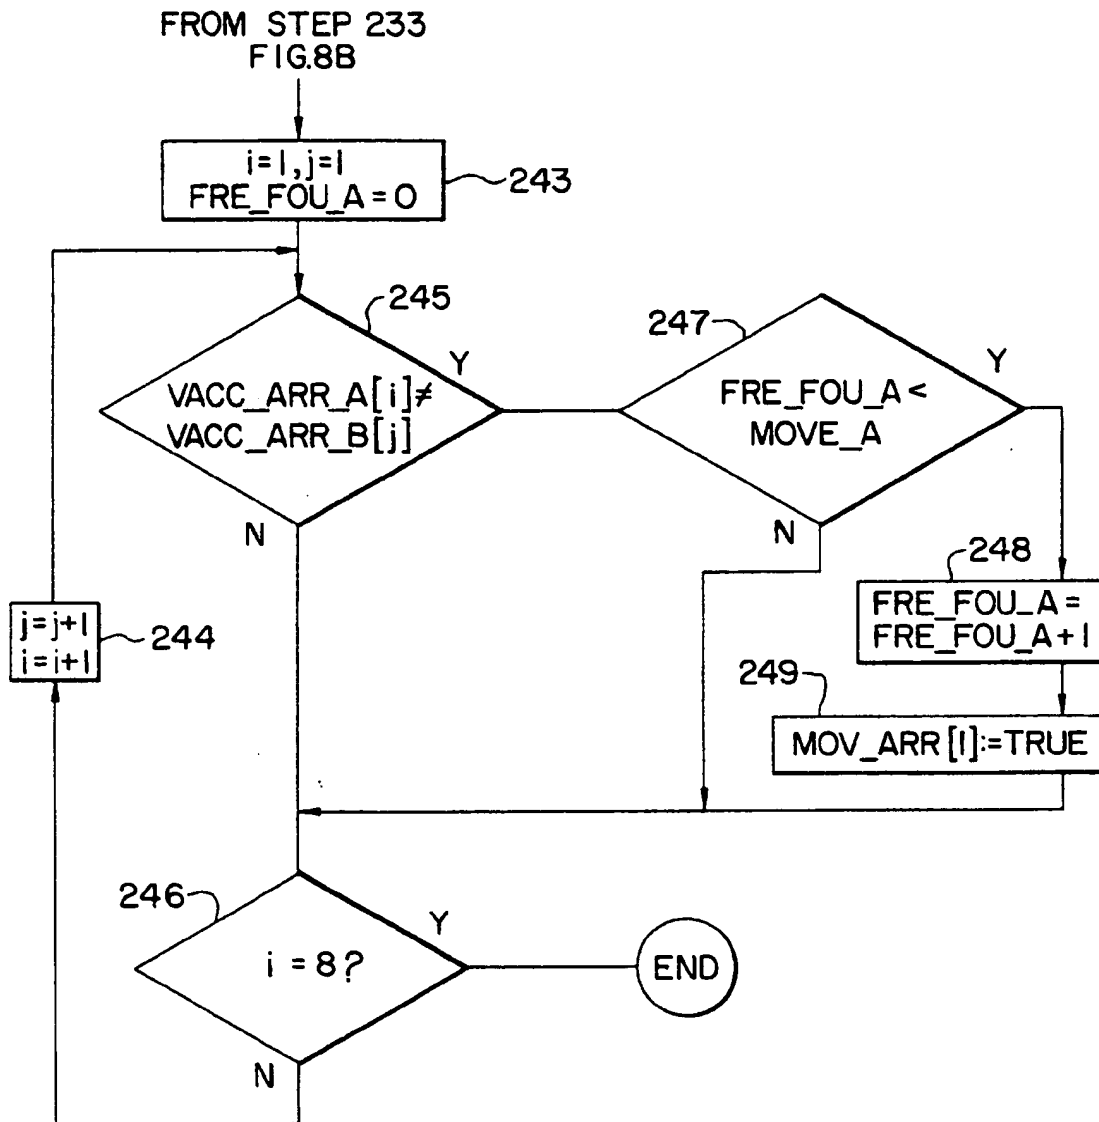 FROM STEP 233
FIG.8B
i=1, j=1
FRE_FOU_A=0
243
245
Y
VACC_ARR_A[i]≠
VACC_ARR_B[j]
N
247
Y
FRE_FOU_A<
MOVE_A
N
248
FRE_FOU_A=
FRE_FOU_A+1
249
MOV_ARR[I]:=TRUE
j=j+1
i=i+1
244
246
Y
i=8?
END
N